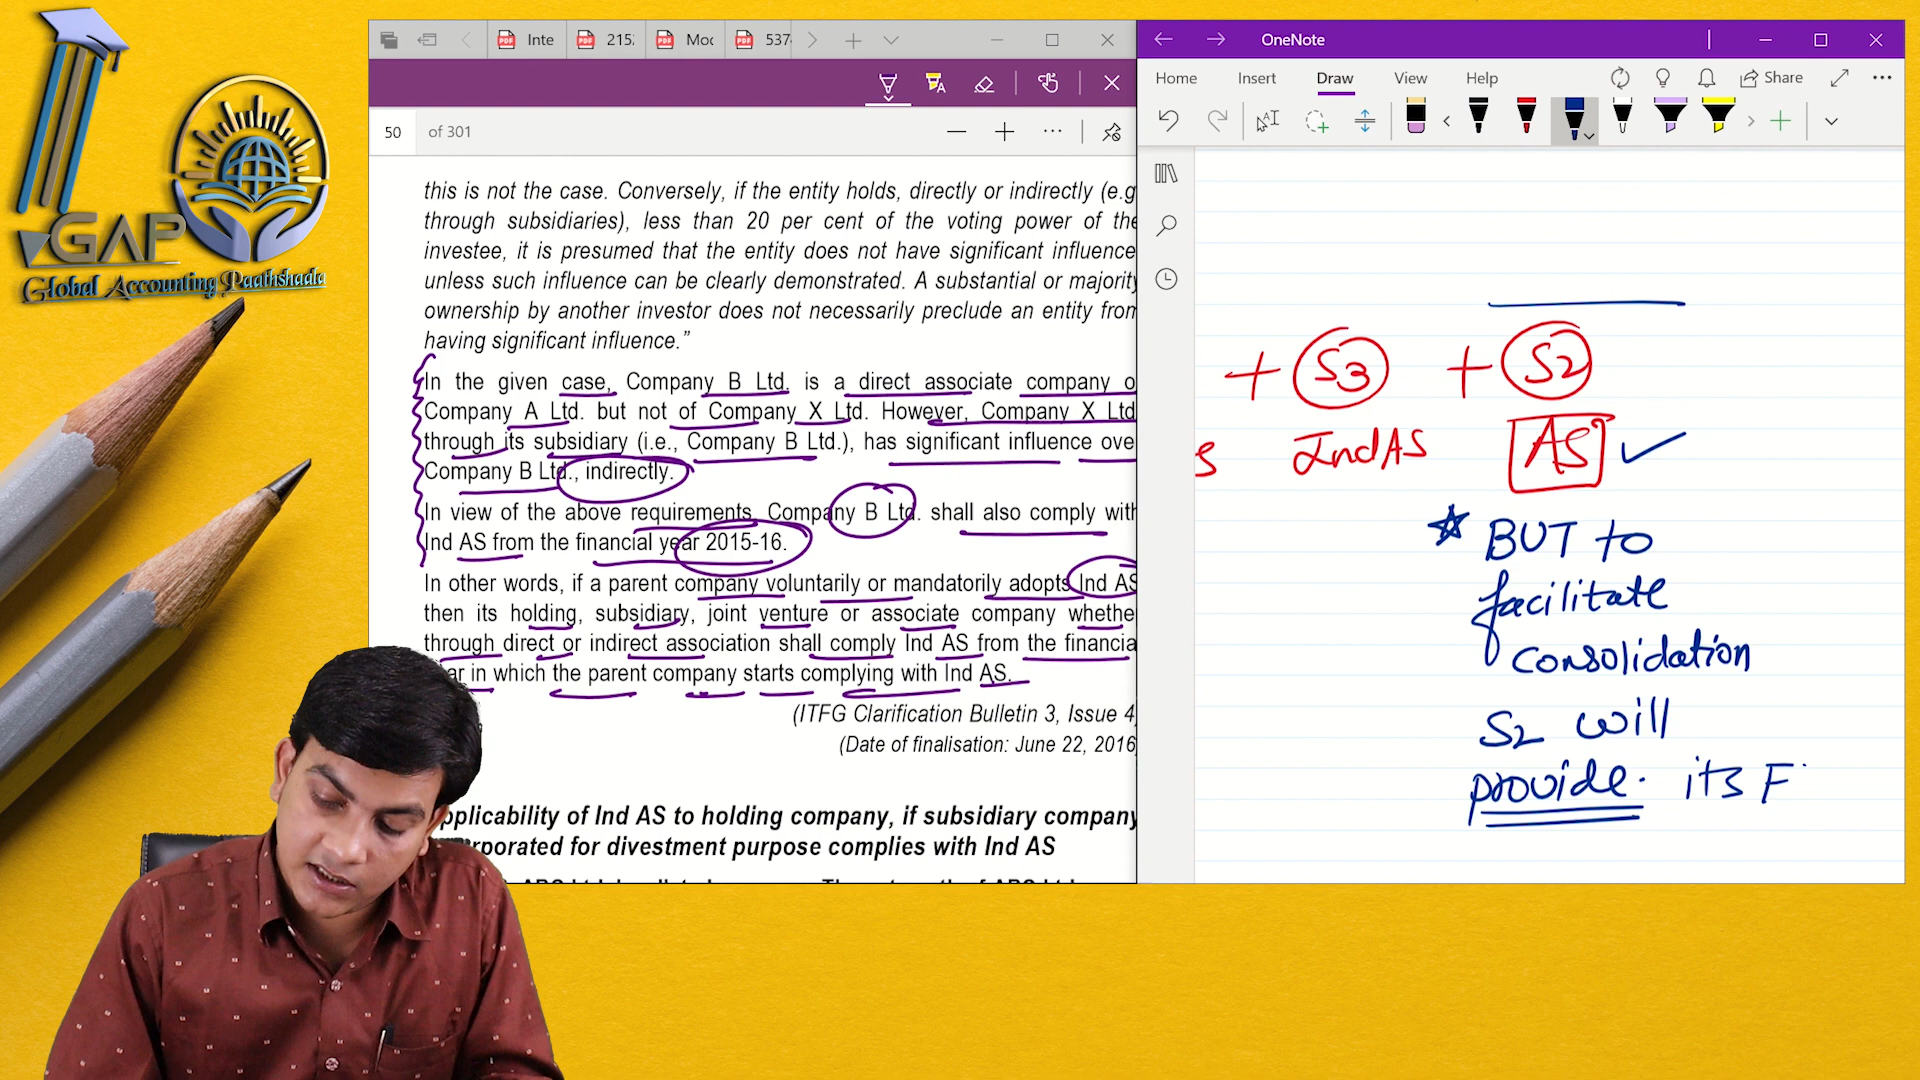 GAP
Global Accounting Paathshada
Inte
215
Moc
537
50 of 301
this is not the case. Conversely, if the entity holds, directly or indirectly (e.g
through subsidiaries), less than 20 per cent of the voting power of the
investee, it is presumed that the entity does not have significant influence
unless such influence can be clearly demonstrated. A substantial or majority
ownership by another investor does not necessarily preclude an entity from
having significant influence.”
In the given case, Company B Ltd. is a direct associate company o
Company A Ltd. but not of Company X Ltd. However, Company X Ltd
through its subsidiary (i.e., Company B Ltd.), has significant influence ove
Company B Ltd., indirectly.
In view of the above requirements, Company B Ltd. shall also comply with
Ind AS from the financial year 2015-16.
In other words, if a parent company voluntarily or mandatorily adopts Ind AS
then its holding, subsidiary, joint venture or associate company whethe
through direct or indirect association shall comply Ind AS from the financia
ar in which the parent company starts complying with Ind AS.
(ITFG Clarification Bulletin 3, Issue 4
(Date of finalisation: June 22, 2016
pplicability of Ind AS to holding company, if subsidiary company
rporated for divestment purpose complies with Ind AS
OneNote
Home Insert Draw View Help Share
+ S3 + S2
S IndAS AS ✓
☆ BUT to
facilitate
consolidation
S2 will
provide. its F